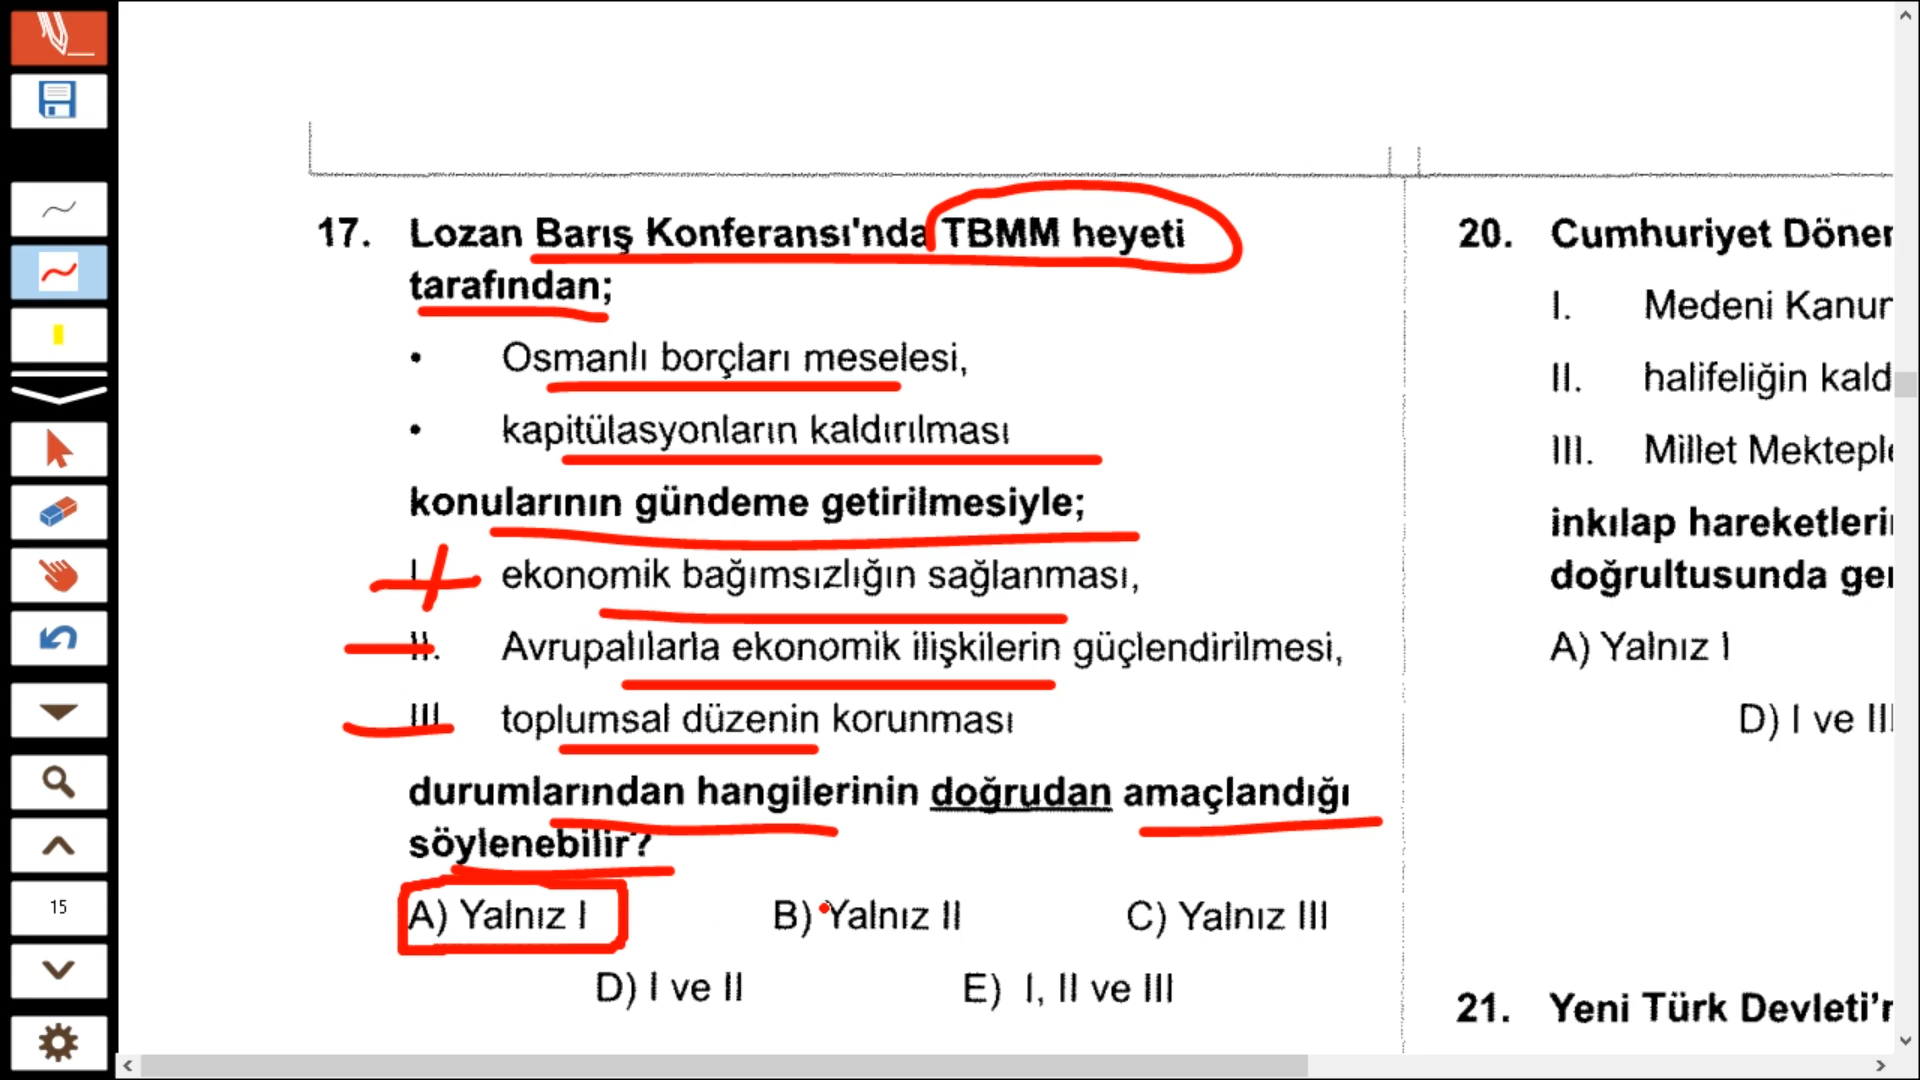 17. Lozan Barış Konferansı'nda TBMM heyeti
tarafından;
• Osmanlı borçları meselesi,
• kapitülasyonların kaldırılması
konularının gündeme getirilmesiyle;
I. ekonomik bağımsızlığın sağlanması,
II. Avrupalılarla ekonomik ilişkilerin güçlendirilmesi,
III. toplumsal düzenin korunması
durumlarından hangilerinin doğrudan amaçlandığı
söylenebilir?
A) Yalnız I B) Yalnız II C) Yalnız III
D) I ve II E) I, II ve III
20. Cumhuriyet Döner
I. Medeni Kanur
II. halifeliğin kald
III. Millet Mektepl
inkılap hareketleri
doğrultusunda ge
A) Yalnız I
D) I ve III
21. Yeni Türk Devleti'
15